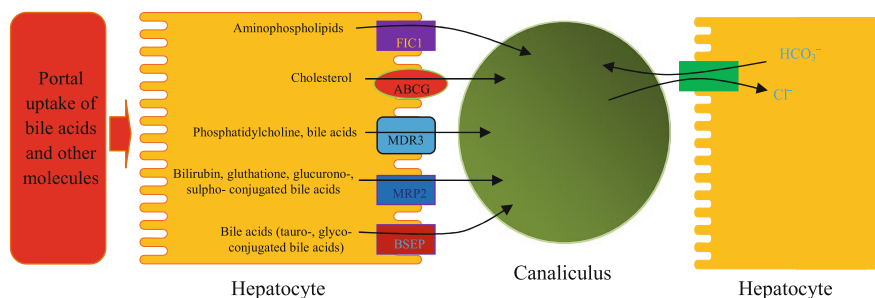 Portal
uptake of
bile acids
and other
molecules
Aminophospholipids
FIC1
Cholesterol
ABCG
Phosphatidylcholine, bile acids
MDR3
Bilirubin, gluthatione, glucurono-,
sulpho- conjugated bile acids
MRP2
Bile acids (tauro-, glyco-
conjugated bile acids)
BSEP
Hepatocyte
Canaliculus
HCO₃⁻
Cl⁻
Hepatocyte